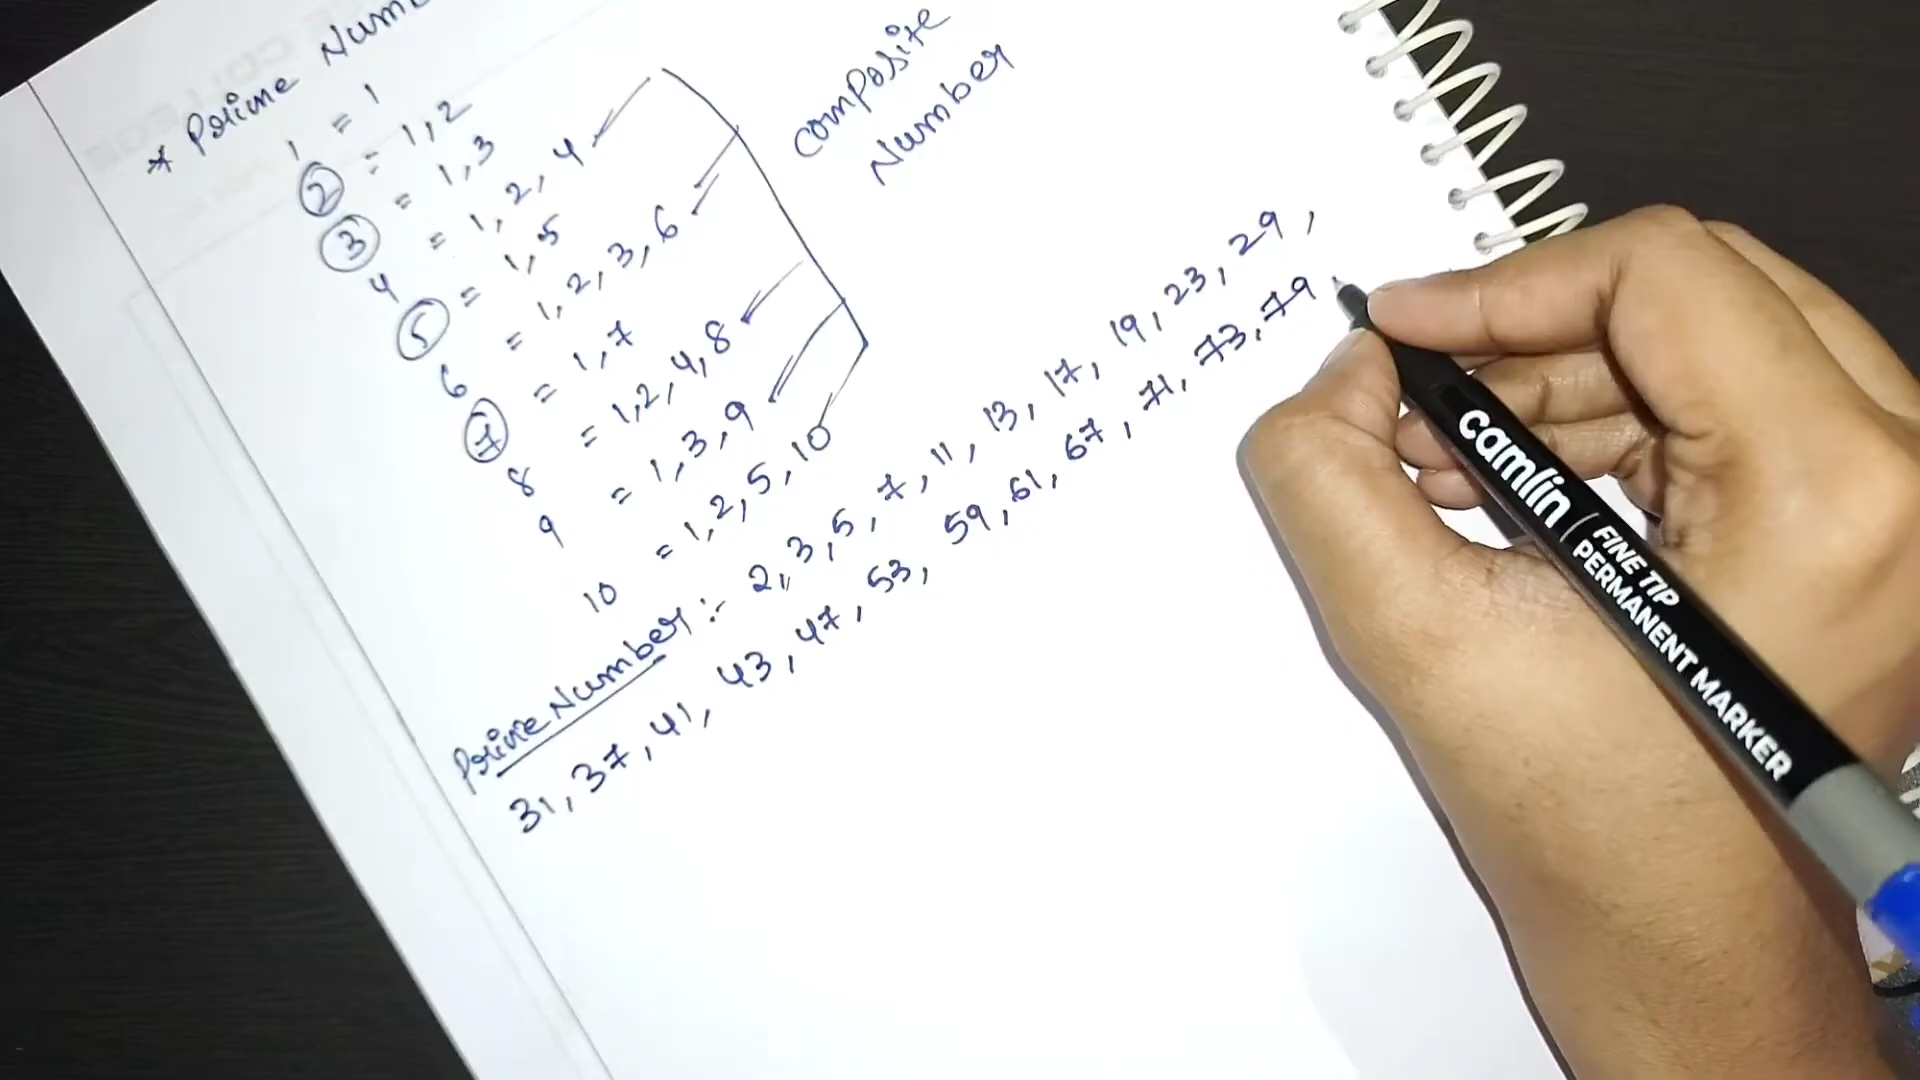 * Prime Num
1 = 1
2 = 1, 2
3 = 1, 3
4 = 1, 2, 4
5 = 1, 5
6 = 1, 2, 3, 6
7 = 1, 7
8 = 1, 2, 4, 8
9 = 1, 3, 9
10 = 1, 2, 5, 10
Composite
Number
Prime Number :- 2, 3, 5, 7, 11, 13, 17, 19, 23, 29,
31, 37, 41, 43, 47, 53, 59, 61, 67, 71, 73, 79
camlin
FINE TIP
PERMANENT MARKER